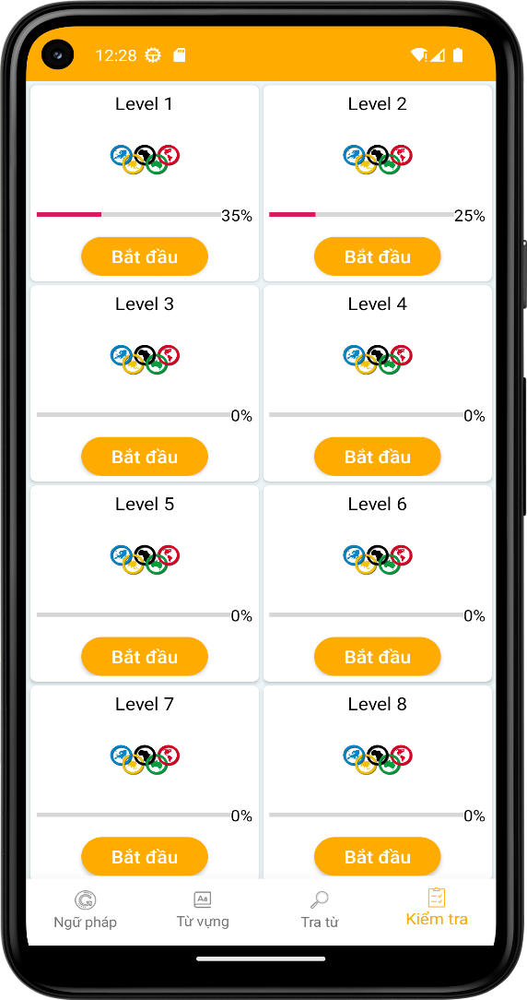 12:28
Level 1
Level 2
35%
25%
Bắt đầu
Bắt đầu
Level 3
Level 4
0%
0%
Bắt đầu
Bắt đầu
Level 5
Level 6
0%
0%
Bắt đầu
Bắt đầu
Level 7
Level 8
0%
0%
Bắt đầu
Bắt đầu
Aa
Ngữ pháp
Từ vựng
Tra từ
Kiểm tra